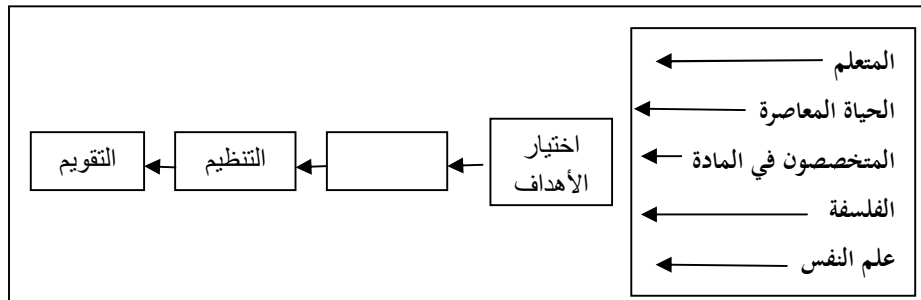 المتعلم
الحياة المعاصرة
المتخصصون في المادة
الفلسفة
علم النفس
اختيار
الأهداف
التنظيم
التقويم